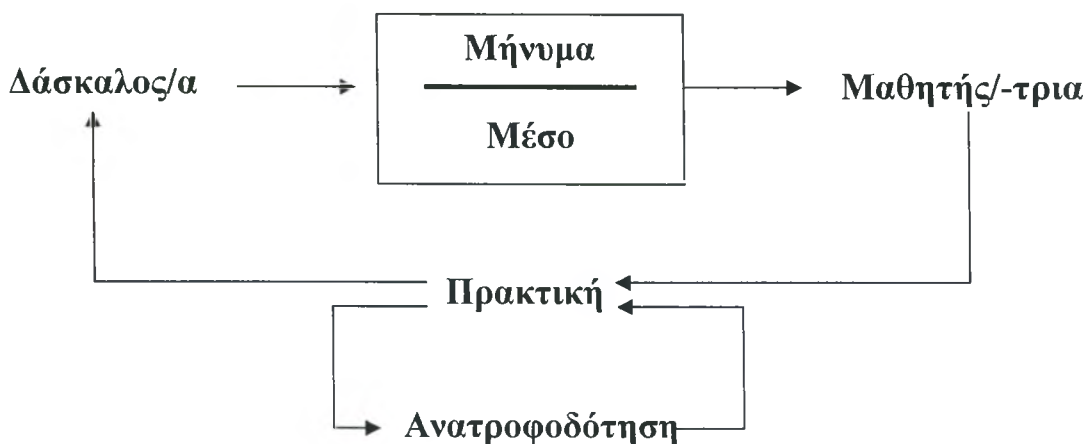 Μήνυμα
Δάσκαλος/α
Μαθητής/-τρια
Μέσο
Πρακτική
Ανατροφοδότηση